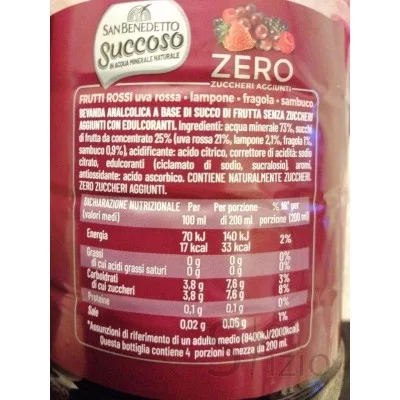 SAN BENEDETTO
Succoso
IN ACQUA MINERALE NATURALE
ZERO
ZUCCHERI AGGIUNTI
FRUTTI ROSSI uva rossa • lampone • fragola • sambuco
BEVANDA ANALCOLICA A BASE DI SUCCO DI FRUTTA SENZA ZUCCHERI
AGGIUNTI CON EDULCORANTI. Ingredienti: acqua minerale 73%, succhi
di frutta da concentrato 25% (uva rossa 21%, lampone 2,1%, fragola 1%,
sambuco 0,9%), acidificante: acido citrico, correttore di acidità: sodio
citrato, edulcoranti (ciclamato di sodio, sucralosio), aromi,
antiossidante: acido ascorbico. CONTIENE NATURALMENTE ZUCCHERI.
ZERO ZUCCHERI AGGIUNTI.
DICHIARAZIONE NUTRIZIONALE Per Per porzione % AR* per
(valori medi) 100 ml di 200 ml porzione (200 ml)
Energia 70 kJ 140 kJ 2%
17 kcal 33 kcal
Grassi 0 g 0 g 0%
di cui acidi grassi saturi 0 g 0 g 0%
Carboidrati 3,8 g 7,6 g 3%
di cui zuccheri 3,8 g 7,6 g 8%
Proteine 0,1 g 0,1 g 0%
Sale 0,02 g 0,05 g 1%
*Assunzioni di riferimento di un adulto medio (8400kJ/2000kcal).
Questa bottiglia contiene 4 porzioni e mezza da 200 ml.